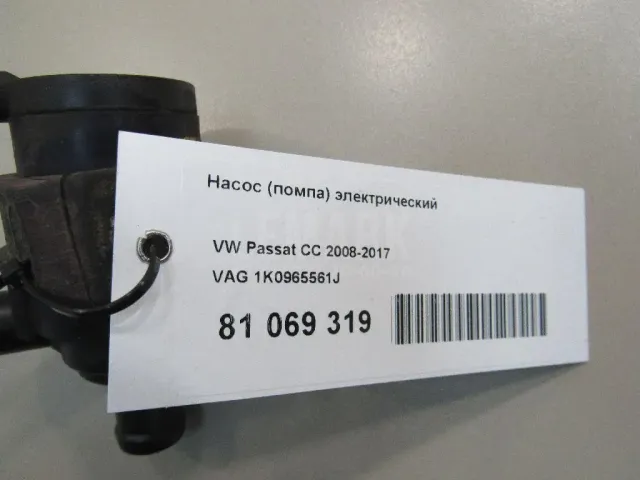 Насос (помпа) электрический
VW Passat CC 2008-2017
VAG 1K0965561J
81 069 319